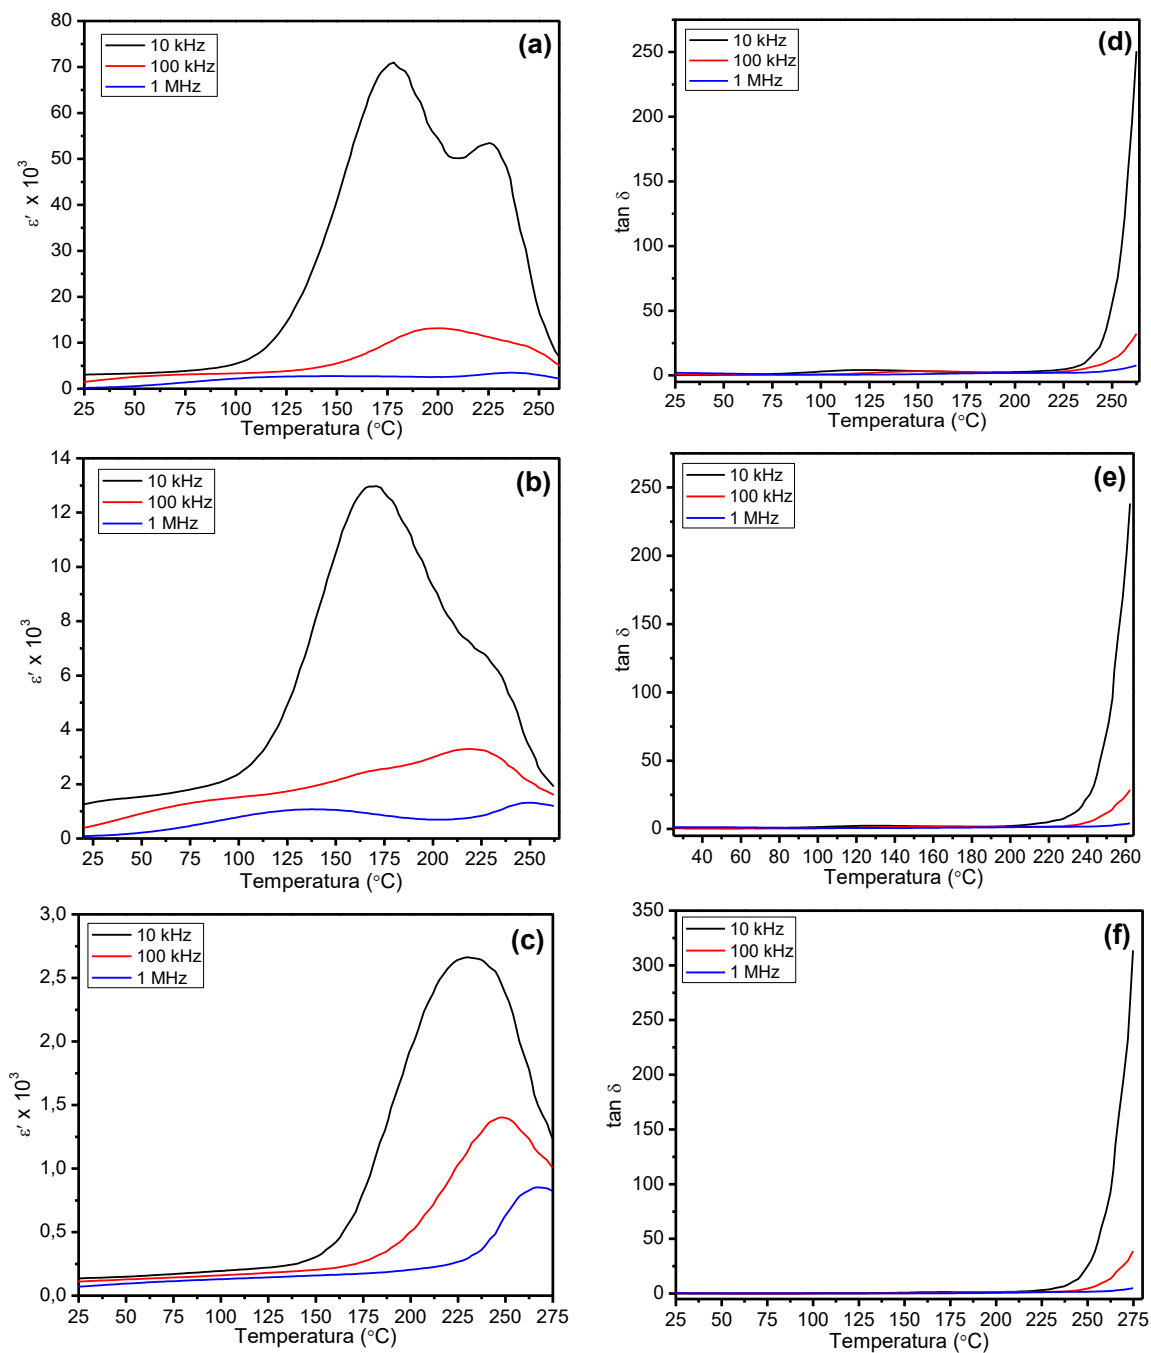 (a)
10 kHz
100 kHz
1 MHz
80
70
60
50
40
30
20
10
0
ε′ x 10³
25 50 75 100 125 150 175 200 225 250
Temperatura (°C)
(d)
10 kHz
100 kHz
1 MHz
250
200
150
100
50
0
tan δ
25 50 75 100 125 150 175 200 225 250
Temperatura (°C)
(b)
10 kHz
100 kHz
1 MHz
14
12
10
8
6
4
2
0
ε′ x 10³
25 50 75 100 125 150 175 200 225 250
Temperatura (°C)
(e)
10 kHz
100 kHz
1 MHz
250
200
150
100
50
0
tan δ
40 60 80 100 120 140 160 180 200 220 240 260
Temperatura (°C)
(c)
10 kHz
100 kHz
1 MHz
3,0
2,5
2,0
1,5
1,0
0,5
0,0
ε′ x 10³
25 50 75 100 125 150 175 200 225 250 275
Temperatura (°C)
(f)
10 kHz
100 kHz
1 MHz
350
300
250
200
150
100
50
0
tan δ
25 50 75 100 125 150 175 200 225 250 275
Temperatura (°C)